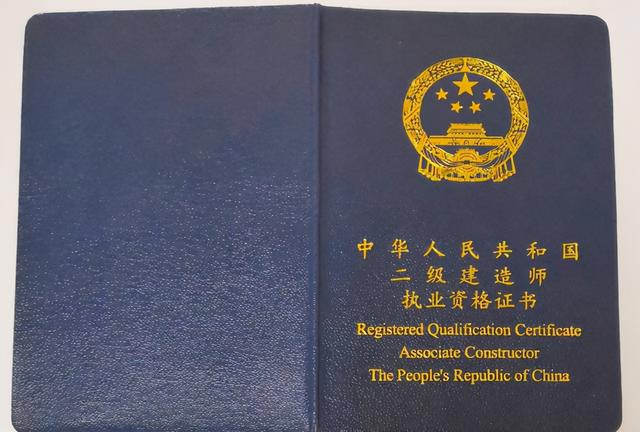 中华人民共和国
二级建造师
执业资格证书
Registered Qualification Certificate
Associate Constructor
The People's Republic of China